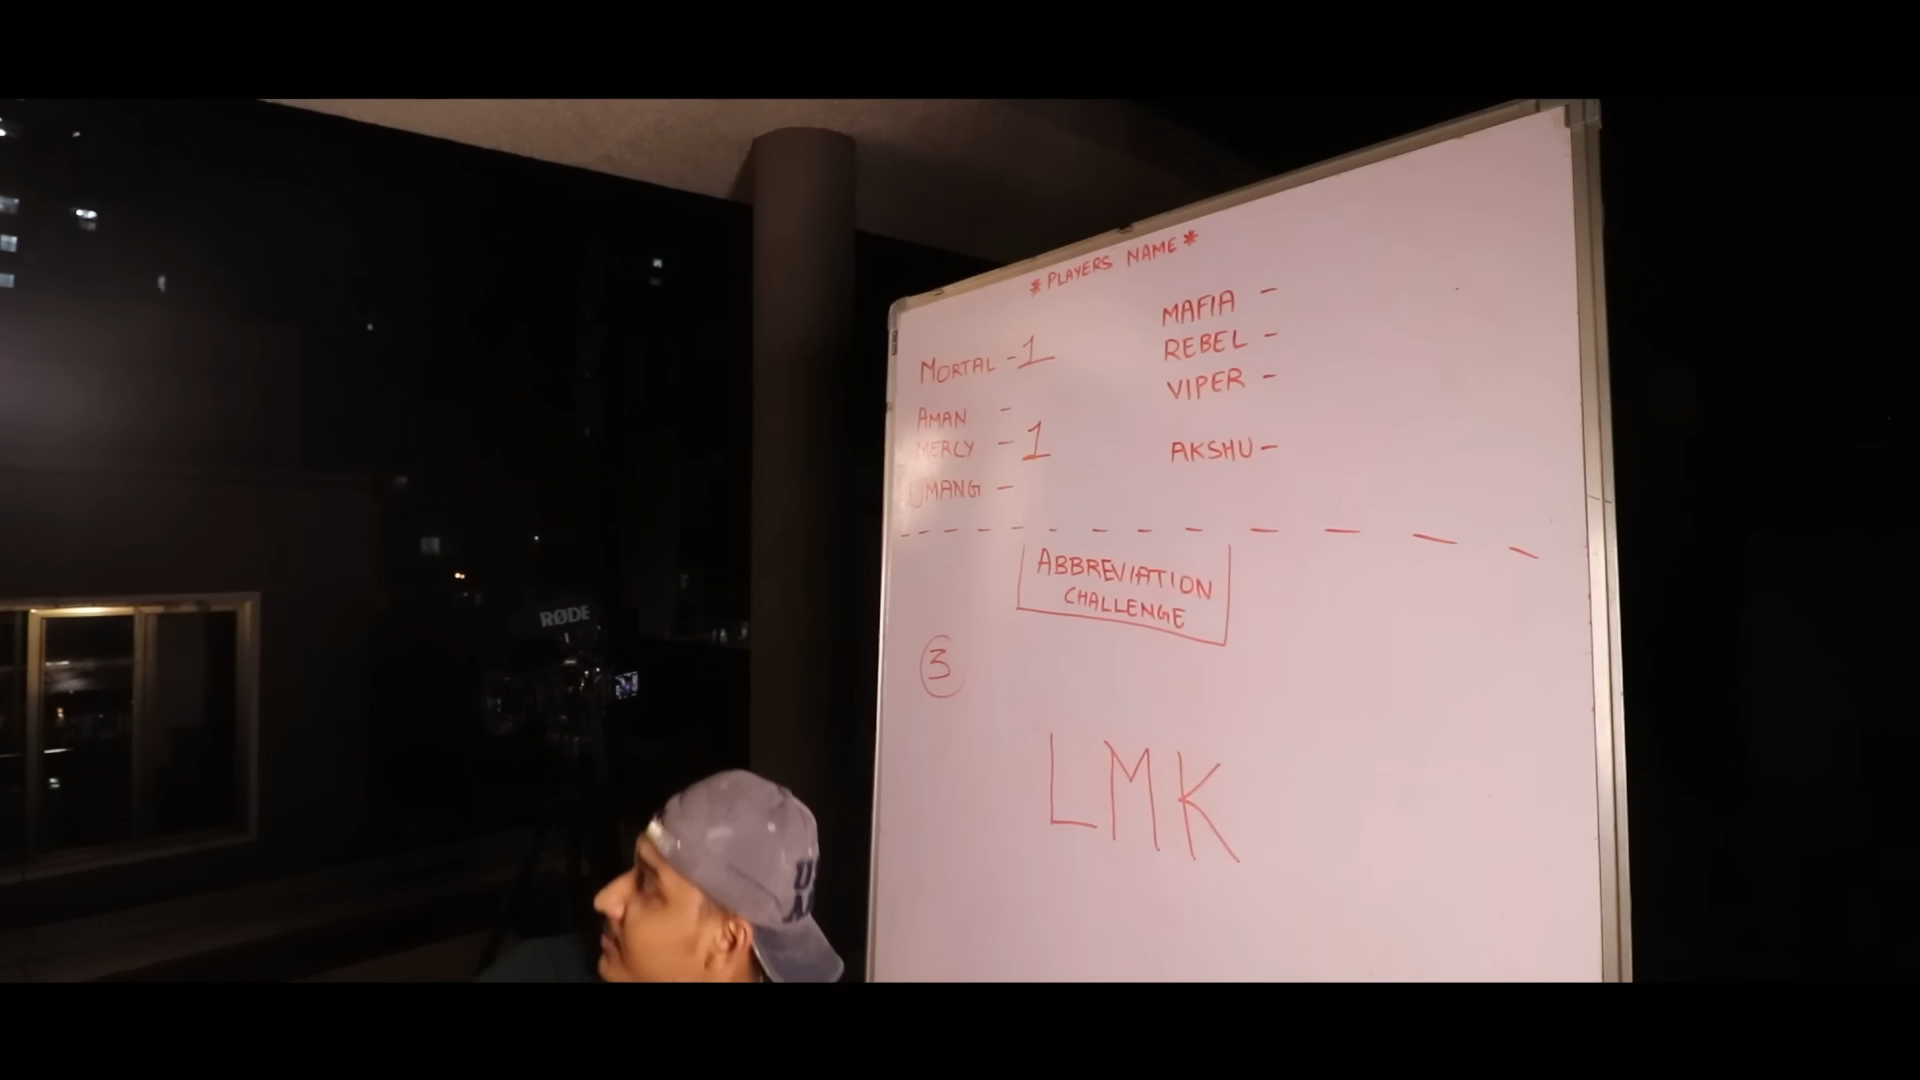 * PLAYERS NAME *
MORTAL - 1
AMAN -
MERCY - 1
UMANG -
MAFIA -
REBEL -
VIPER -
AKSHU -
ABBREVIATION
CHALLENGE
3
LMK
RØDE